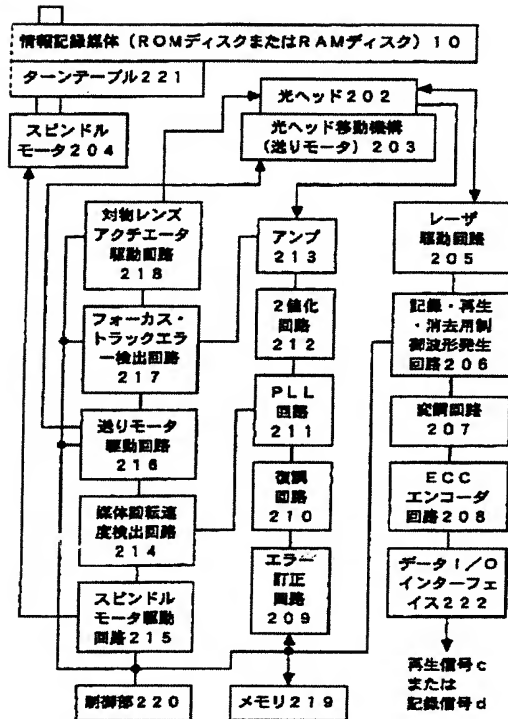 情報記録媒体（ROMディスクまたはRAMディスク）10
ターンテーブル221
スピンドル
モータ204
光ヘッド202
光ヘッド移動機構
（送りモータ）203
対物レンズ
アクチエータ
駆動回路
218
フォーカス・
トラックエラ
ー検出回路
217
送りモータ
駆動回路
216
媒体回転速
度検出回路
214
スピンドル
モータ駆動
回路215
制御部220
アンプ
213
2値化
回路
212
PLL
回路
211
復調
回路
210
エラー
訂正
回路
209
メモリ219
レーザ
駆動回路
205
記録・再生
・消去用制
御波形発生
回路206
変調回路
207
ECC
エンコーダ
回路208
データI/O
インターフェ
イス222
再生信号c
または
記録信号d